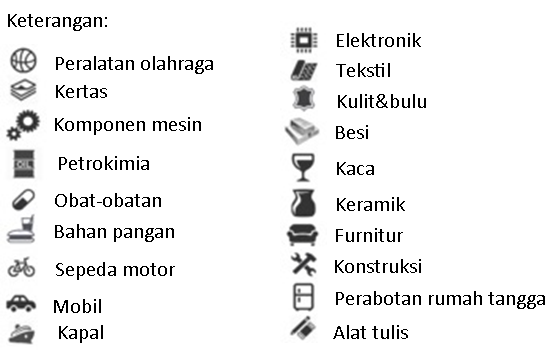 Keterangan:
Peralatan olahraga
Kertas
Komponen mesin
Petrokimia
Obat-obatan
Bahan pangan
Sepeda motor
Mobil
Kapal
Elektronik
Tekstil
Kulit&bulu
Besi
Kaca
Keramik
Furnitur
Konstruksi
Perabotan rumah tangga
Alat tulis